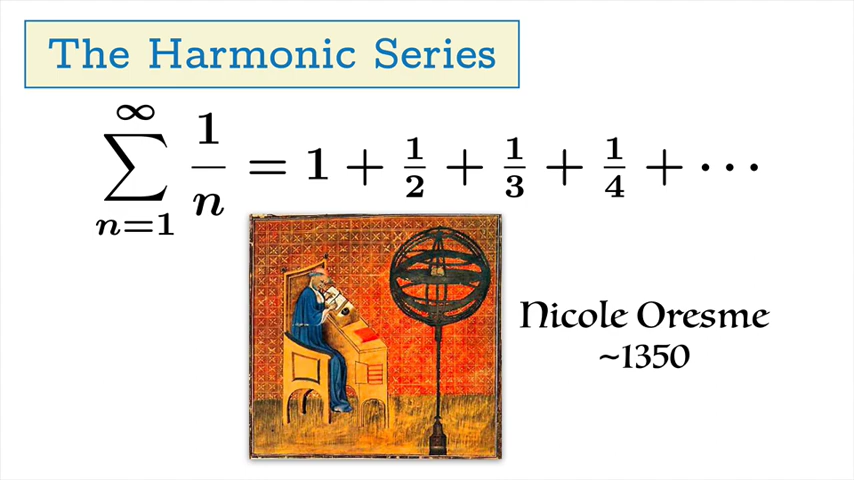 The Harmonic Series
∞∑n=1 1/n = 1 + 1/2 + 1/3 + 1/4 + ⋯
Nicole Oresme
~1350